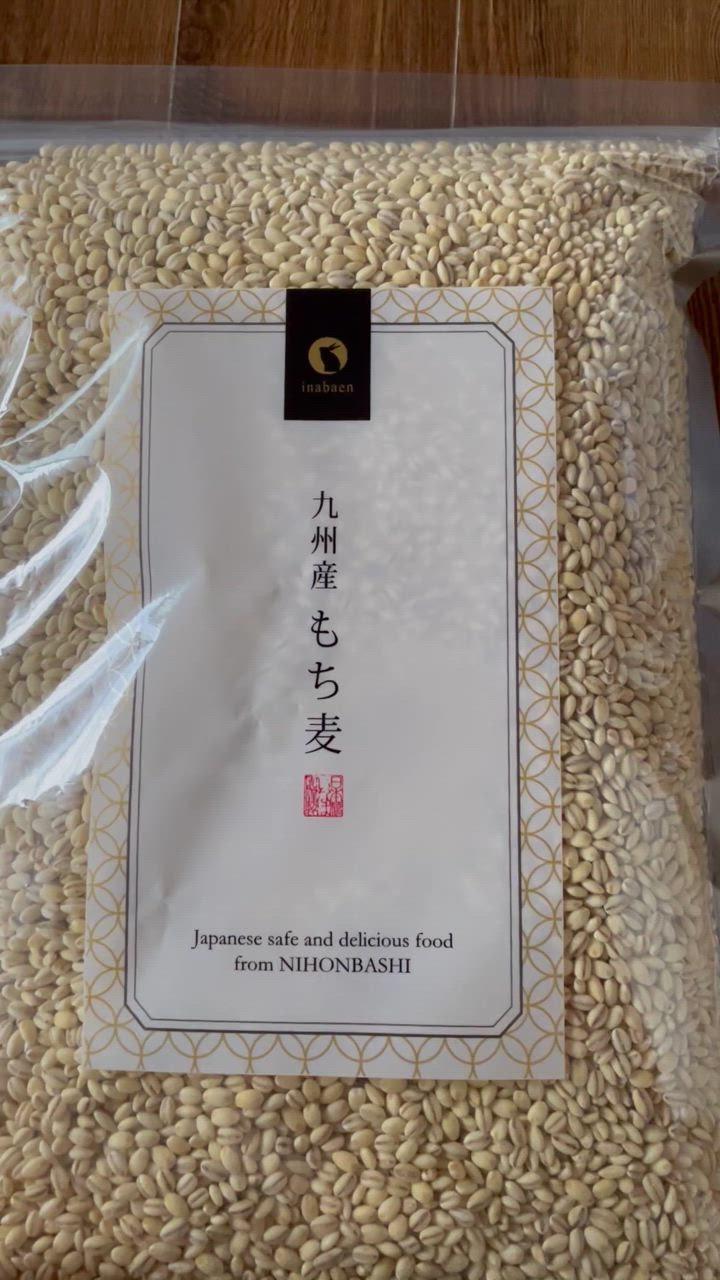 inabaen
九州産 もち麦
Japanese safe and delicious food
from NIHONBASHI